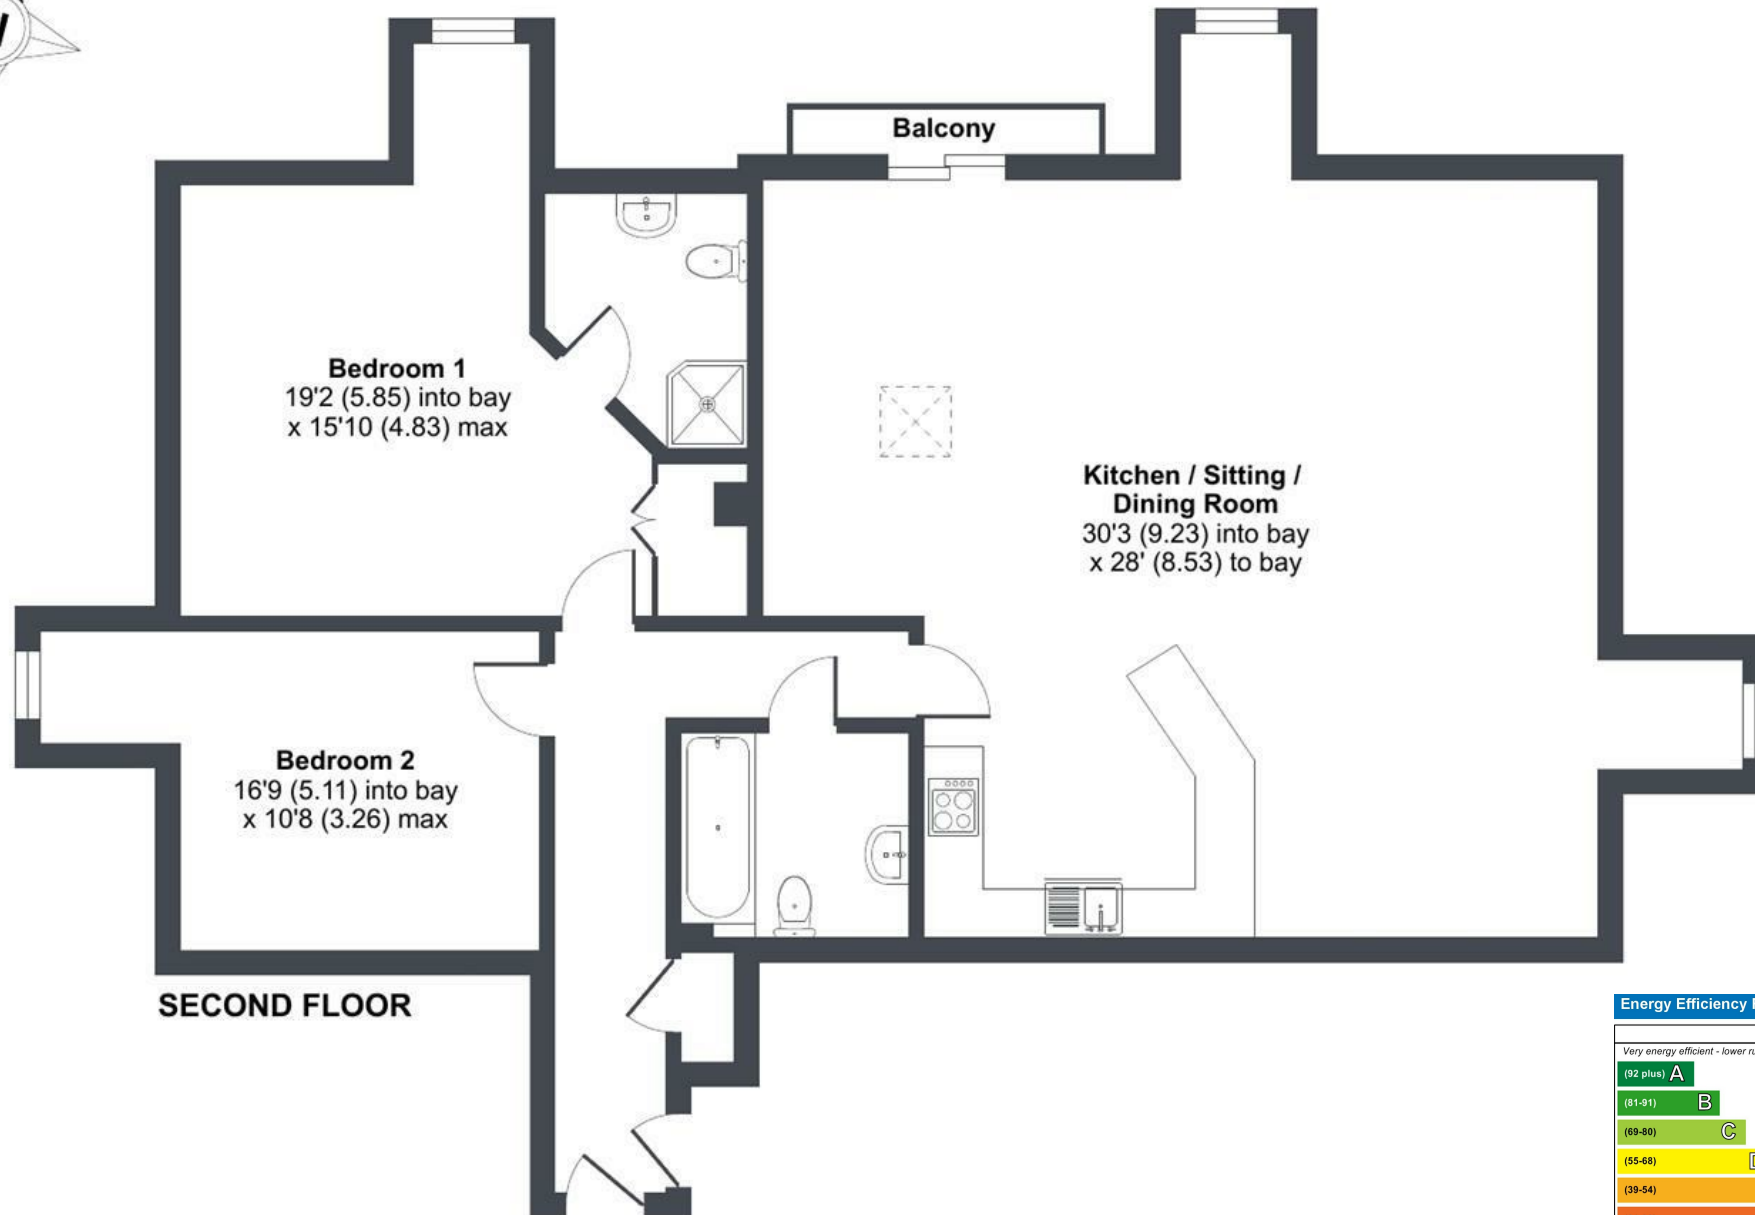 Balcony
Bedroom 1
19'2 (5.85) into bay
x 15'10 (4.83) max
Kitchen / Sitting /
Dining Room
30'3 (9.23) into bay
x 28' (8.53) to bay
Bedroom 2
16'9 (5.11) into bay
x 10'8 (3.26) max
SECOND FLOOR
Energy Efficiency
Very energy efficient - lower
(92 plus) A
(81-91) B
(69-80) C
(55-68) D
(39-54)